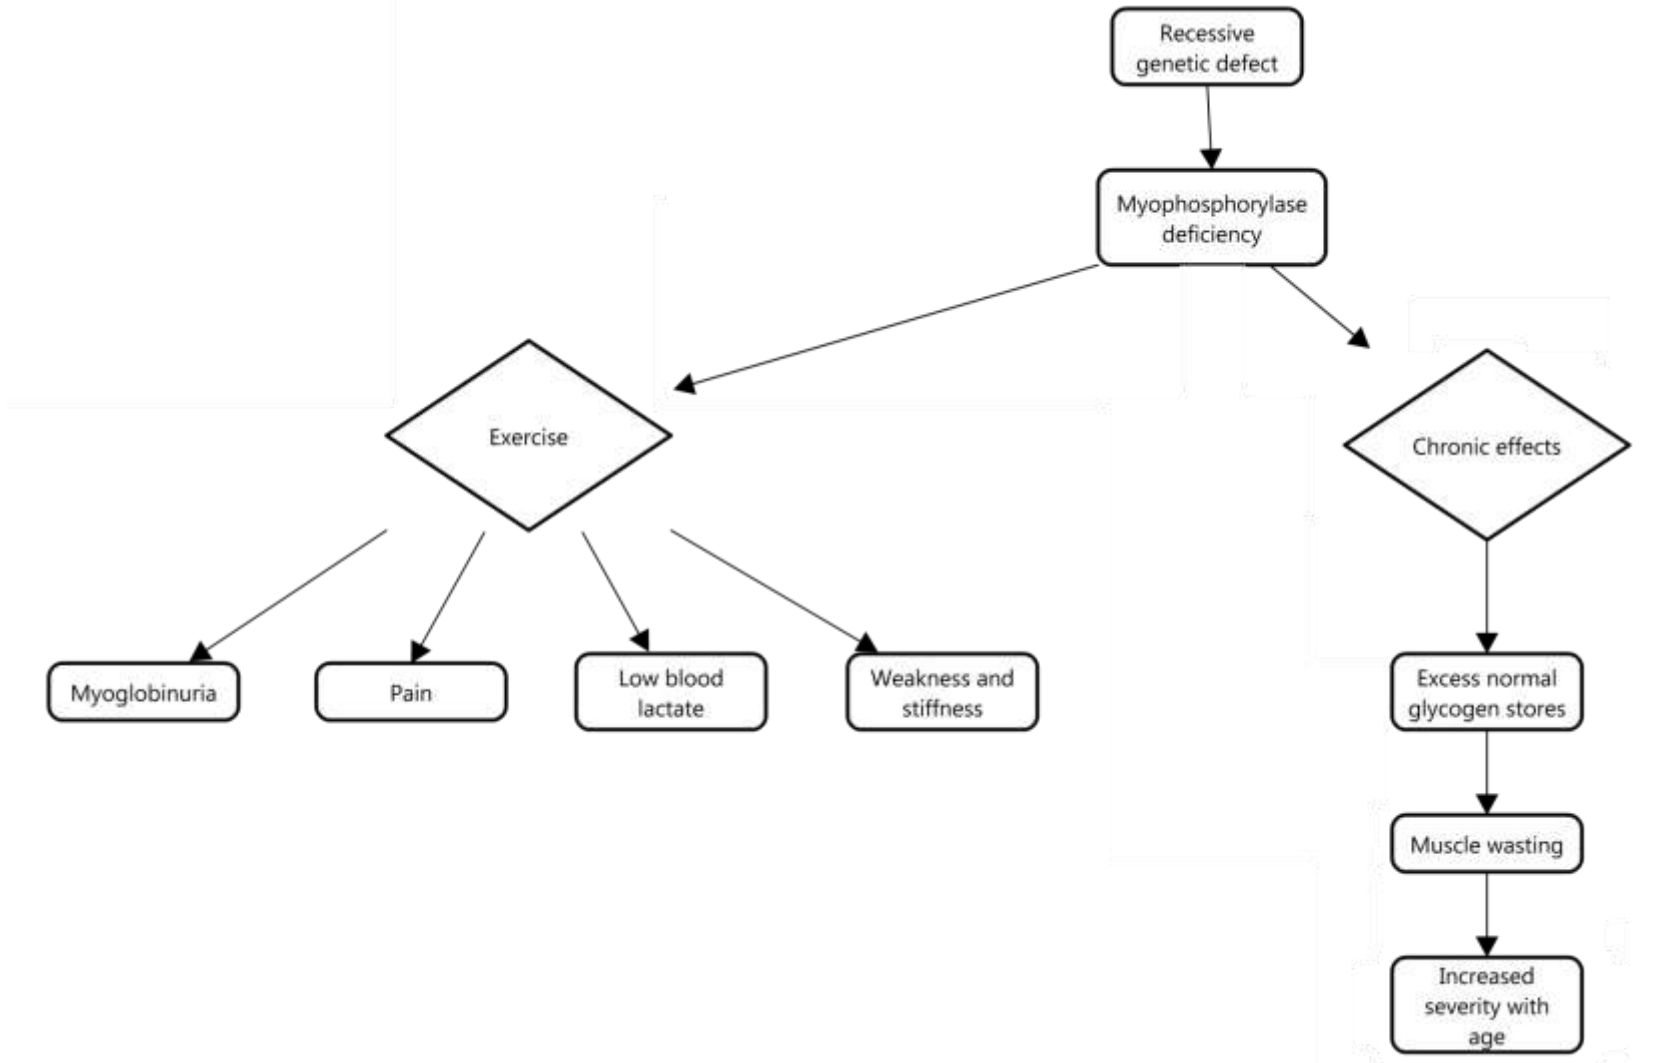 Recessive
genetic defect
Myophosphorylase
deficiency
Exercise
Chronic effects
Myoglobinuria
Pain
Low blood
lactate
Weakness and
stiffness
Excess normal
glycogen stores
Muscle wasting
Increased
severity with
age